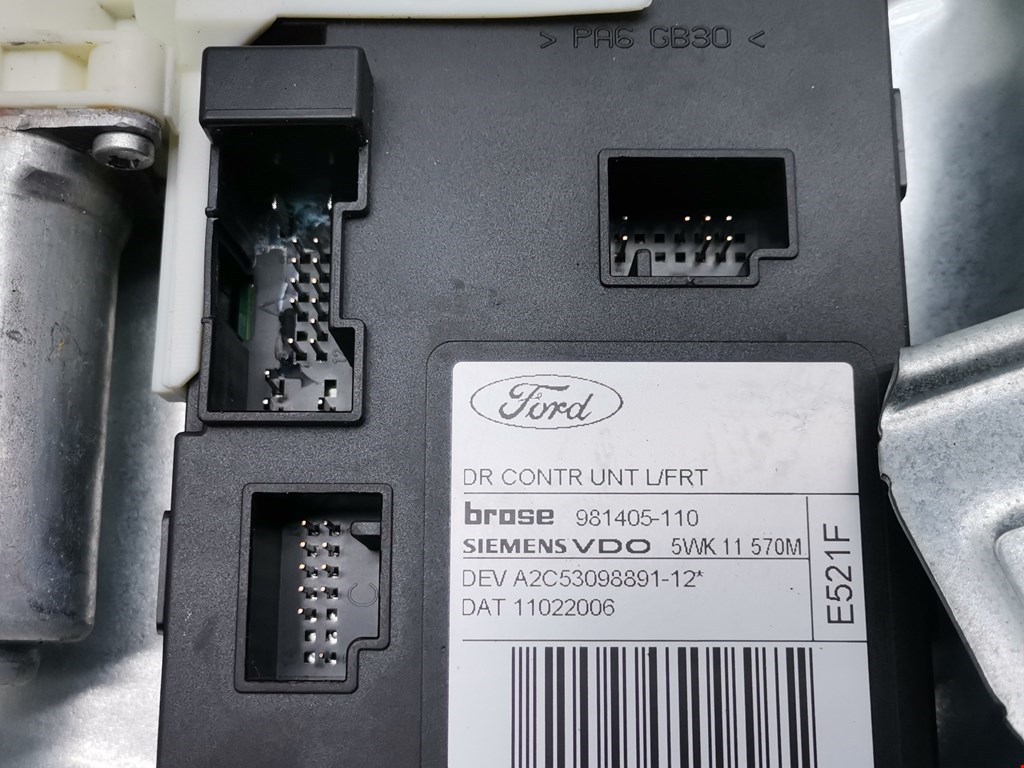 > PA6 GB30 <
Ford
DR CONTR UNT L/FRT
brose 981405-110
SIEMENS VDO 5WK 11 570M
DEV A2C53098891-12*
DAT 11022006
E521F
C